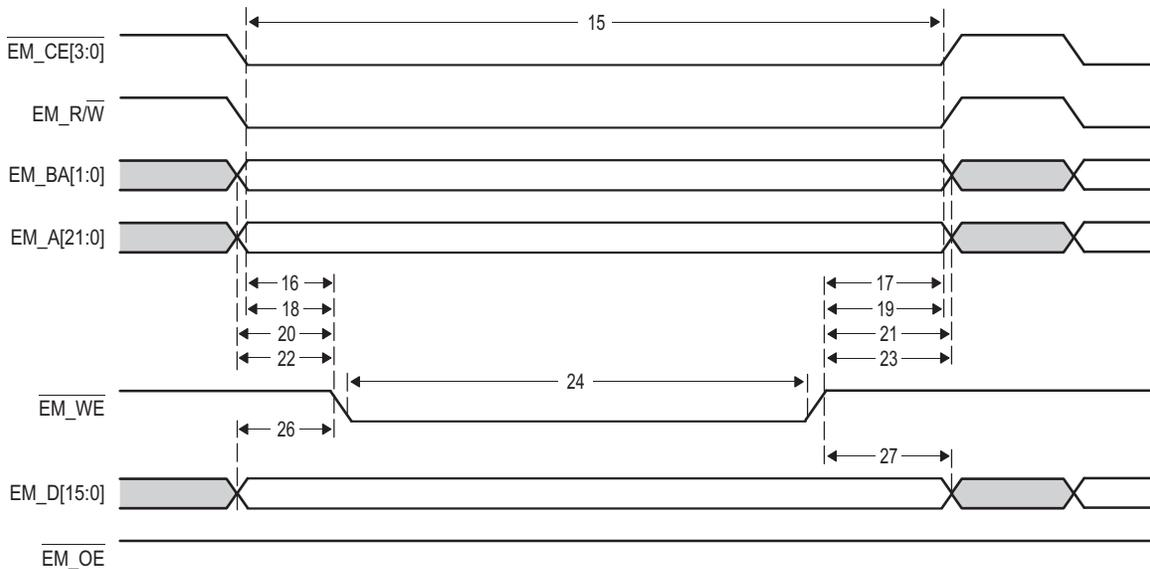 15
EM_CE[3:0]
EM_R/W
EM_BA[1:0]
EM_A[21:0]
16 17
18 19
20 21
22 23
24
EM_WE
26
27
EM_D[15:0]
EM_OE